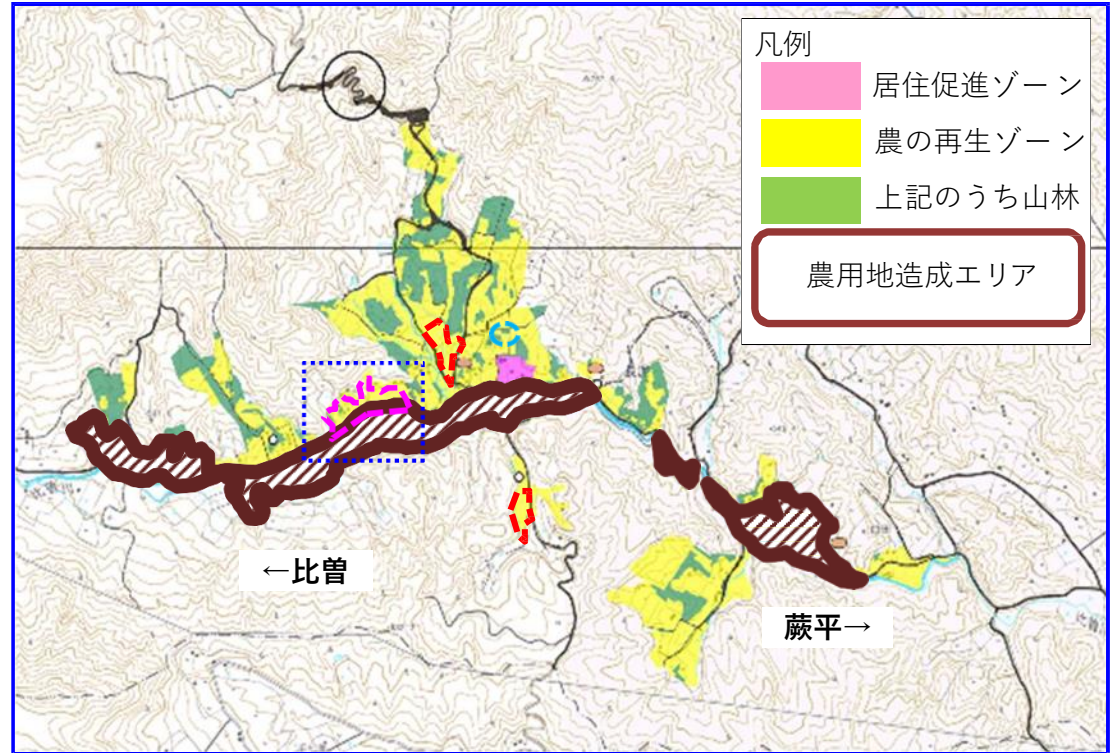 凡例
居住促進ゾーン
農の再生ゾーン
上記のうち山林
農用地造成エリア
←比曽
蕨平→